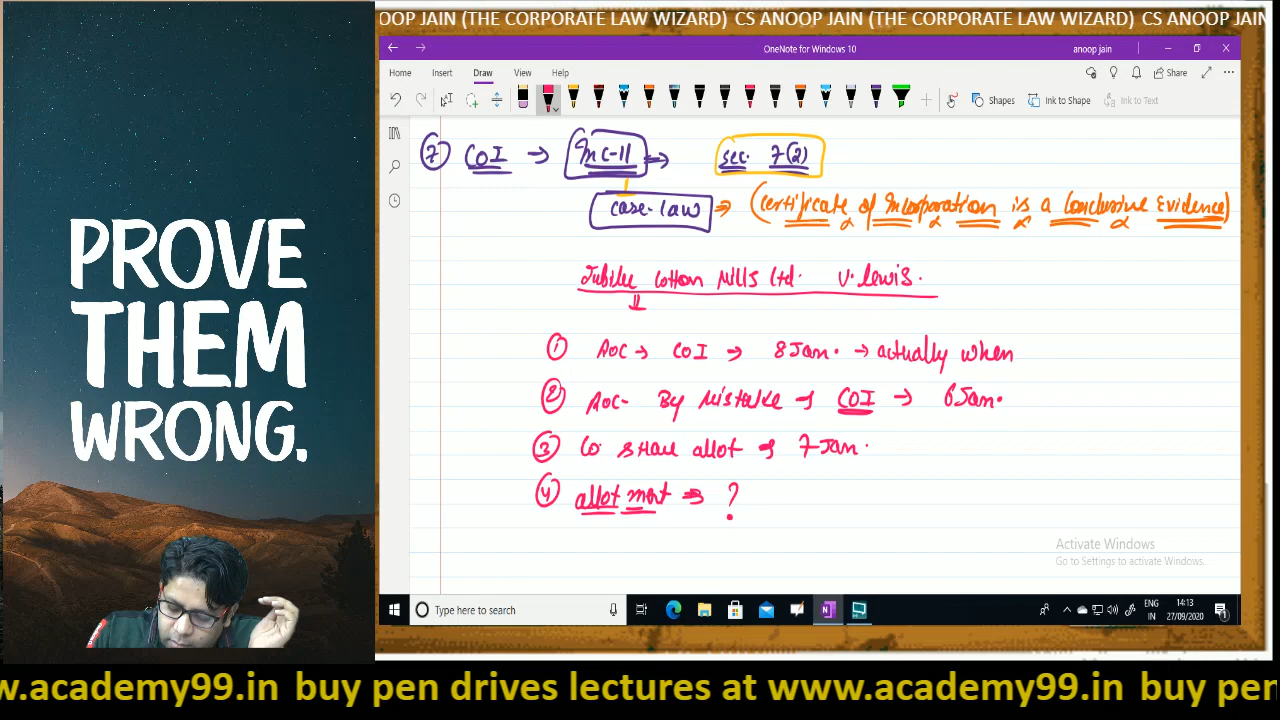 OOP JAIN (THE CORPORATE LAW WIZARD) CS ANOOP JAIN (THE CORPORATE LAW WIZARD) CS ANOOP JAIN
OneNote for Windows 10 anoop jain
Home Insert Draw View Help Share
Shapes Ink to Shape Ink to Text
7 COI → INC-11 ⇒ sec. 7(2)
case law ⇒ (Certificate of Incorporation is a Conclusive Evidence)
Jubilee Cotton Mills Ltd. V. Lewis.
① ROC → COI → 8 Jan. → actually when
② ROC- By Mistake → COI → 6 Jan.
③ Co share allot → 7 Jan.
④ allotment ⇒ ?
PROVE
THEM
WRONG.
Activate Windows
Go to Settings to activate Windows.
Type here to search ENG IN 14:13 27/09/2020
w.academy99.in buy pen drives lectures at www.academy99.in buy pen